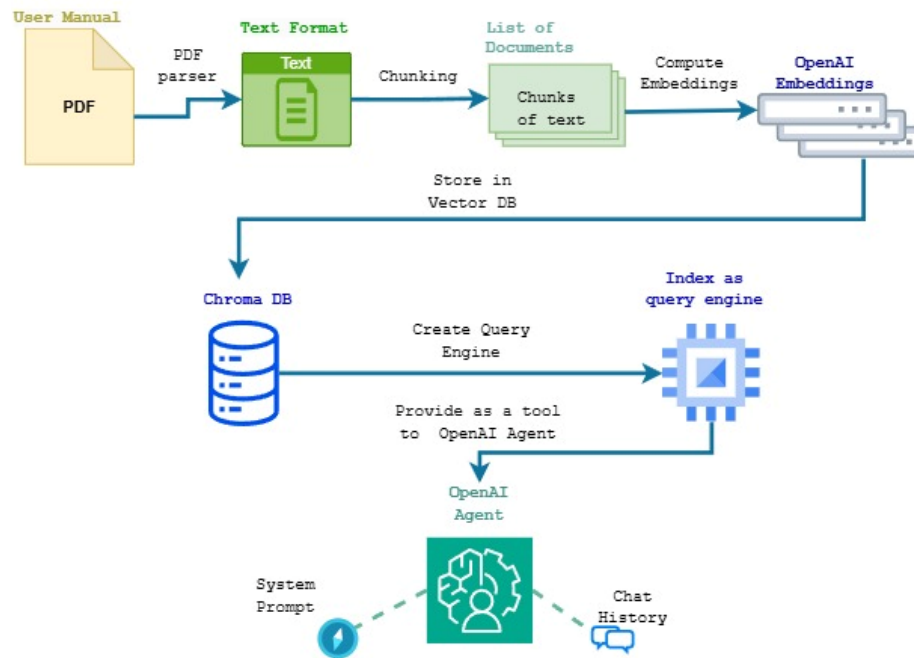 User Manual
PDF
PDF
parser
Text Format
Text
Chunking
List of
Documents
Chunks
of text
Compute
Embeddings
OpenAI
Embeddings
Store in
Vector DB
Chroma DB
Create Query
Engine
Index as
query engine
Provide as a tool
to OpenAI Agent
OpenAI
Agent
System
Prompt
Chat
History